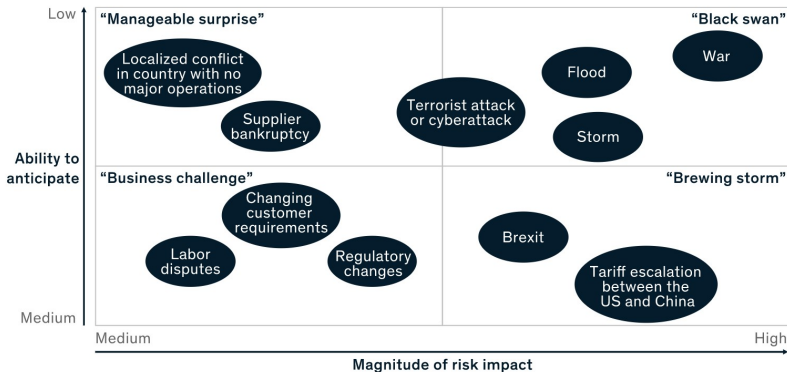 Low
“Manageable surprise”
“Black swan”
Localized conflict
in country with no
major operations
Supplier
bankruptcy
Terrorist attack
or cyberattack
Flood
War
Storm
Ability to
anticipate
“Business challenge”
“Brewing storm”
Changing
customer
requirements
Labor
disputes
Regulatory
changes
Brexit
Tariff escalation
between the
US and China
Medium
Medium
High
Magnitude of risk impact